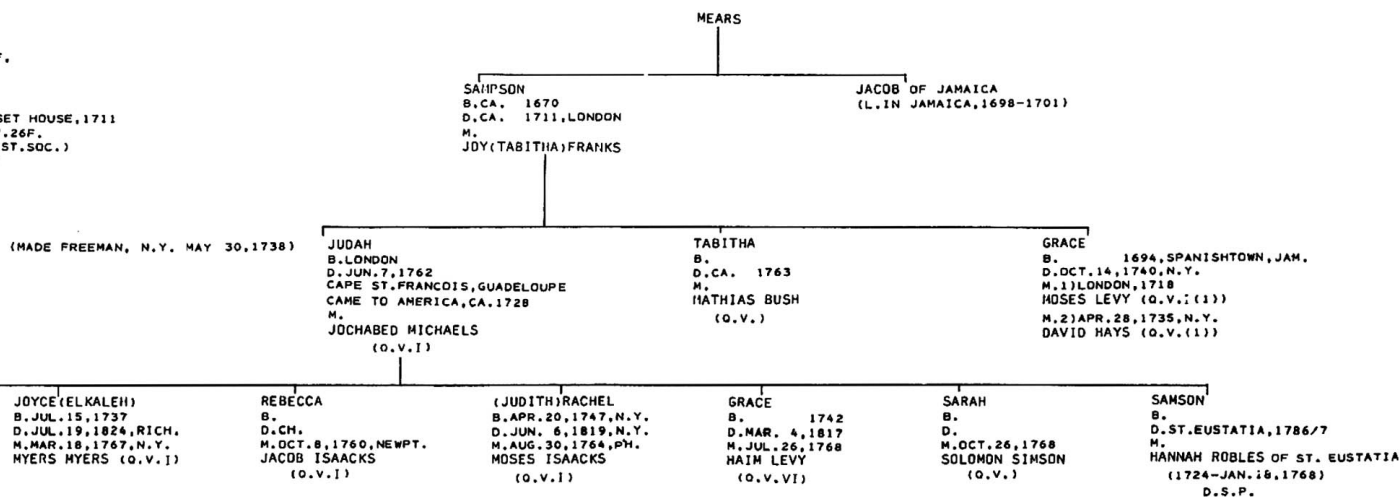 MEARS
SAMPSON
B.CA. 1670
D.CA. 1711,LONDON
M.
JOY(TABITHA)FRANKS
JACOB OF JAMAICA
(L.IN JAMAICA,1698-1701)
SET HOUSE,1711
.26F.
ST.SOC.)
(MADE FREEMAN, N.Y. MAY 30,1738)
JUDAH
B.LONDON
D.JUN.7,1762
CAPE ST.FRANCOIS,GUADELOUPE
CAME TO AMERICA,CA.1728
M.
JOCHABED MICHAELS
(Q.V.I)
TABITHA
B.
D.CA. 1763
M.
MATHIAS BUSH
(Q.V.)
GRACE
B. 1694,SPANISHTOWN,JAM.
D.OCT.14,1740,N.Y.
M.1)LONDON,1718
MOSES LEVY (Q.V.I(1))
M.2)APR.28,1735,N.Y.
DAVID HAYS (Q.V.(1))
JOYCE(ELKALEH)
B.JUL.15,1737
D.JUL.19,1824,RICH.
M.MAR.18,1767,N.Y.
MYERS MYERS (Q.V.I)
REBECCA
B.
D.CH.
M.OCT.8,1760,NEWPT.
JACOB ISAACKS
(Q.V.I)
(JUDITH)RACHEL
B.APR.20,1747,N.Y.
D.JUN. 6,1819,N.Y.
M.AUG.30,1764,PH.
MOSES ISAACKS
(Q.V.I)
GRACE
B. 1742
D.MAR. 4,1817
M.JUL.26,1768
HAIM LEVY
(Q.V.VI)
SARAH
B.
D.
M.OCT.26,1768
SOLOMON SIMSON
(Q.V.)
SAMSON
B.
D.ST.EUSTATIA,1786/7
M.
HANNAH ROBLES OF ST. EUSTATIA
(1724-JAN.18,1768)
D.S.P.